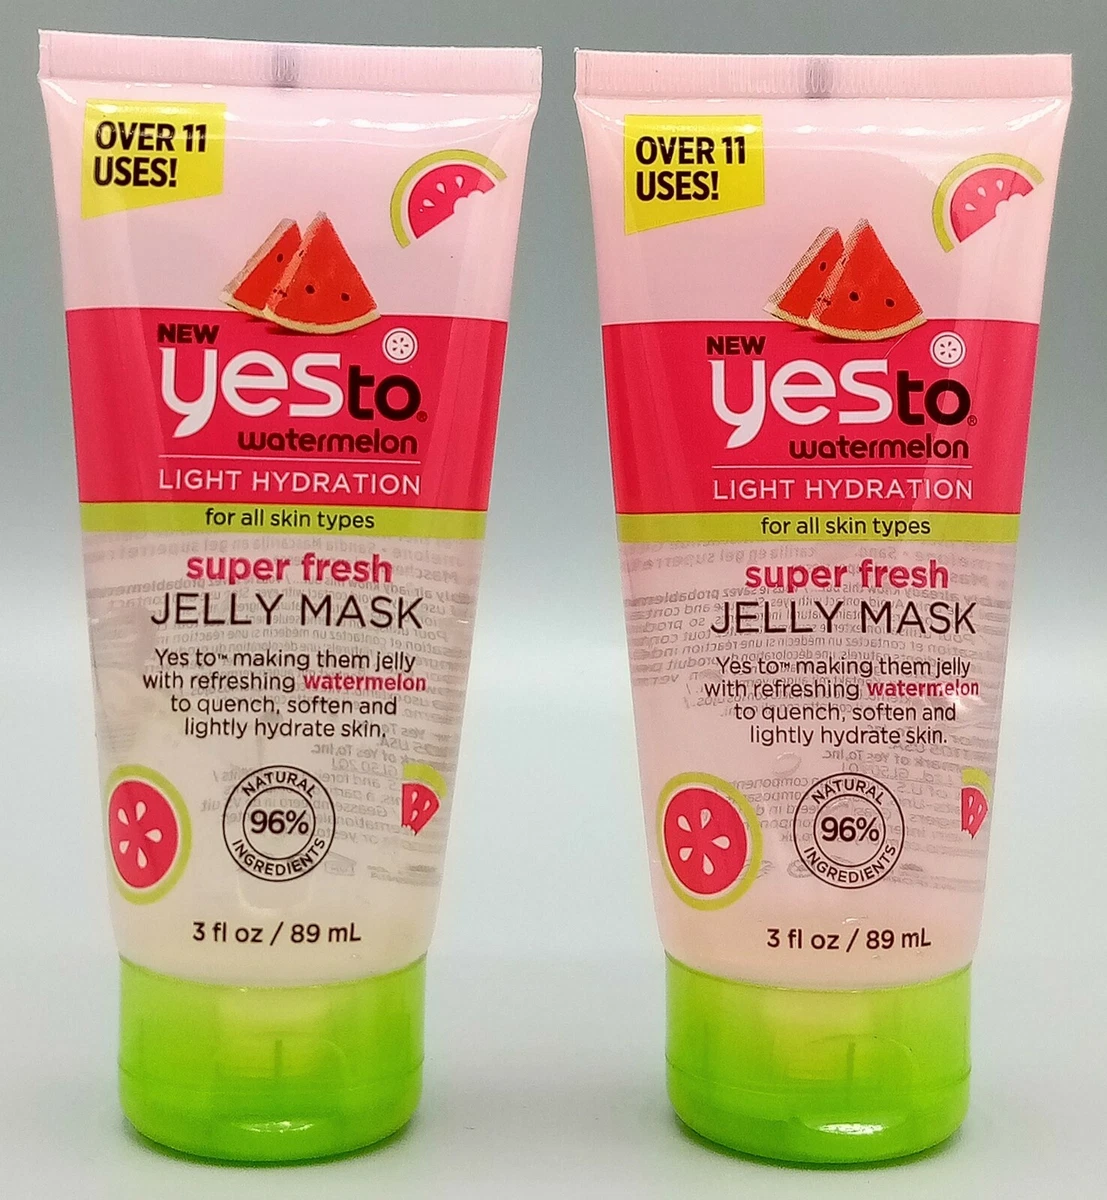 OVER 11
USES!
NEW
yesto®
watermelon
LIGHT HYDRATION
for all skin types
super fresh
JELLY MASK
Yes to™ making them jelly
with refreshing watermelon
to quench, soften and
lightly hydrate skin.
NATURAL
96%
INGREDIENTS
3 fl oz / 89 mL
OVER 11
USES!
NEW
yesto®
watermelon
LIGHT HYDRATION
for all skin types
super fresh
JELLY MASK
Yes to™ making them jelly
with refreshing watermelon
to quench, soften and
lightly hydrate skin.
NATURAL
96%
INGREDIENTS
3 fl oz / 89 mL